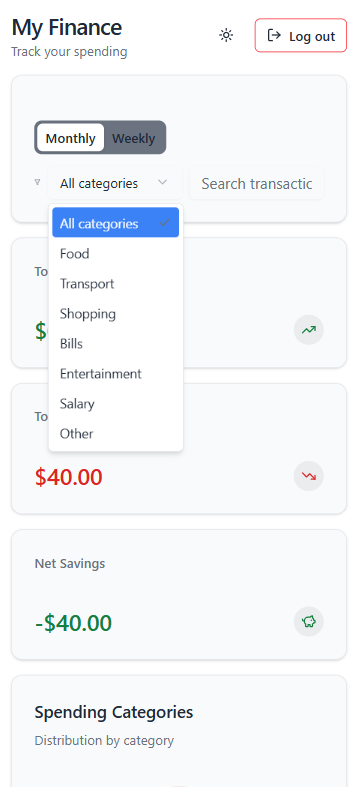 My Finance
Track your spending
Log out
Monthly Weekly
All categories
Search transactic
All categories
Food
Transport
Shopping
Bills
Entertainment
Salary
Other
To
$
To
$40.00
Net Savings
-$40.00
Spending Categories
Distribution by category